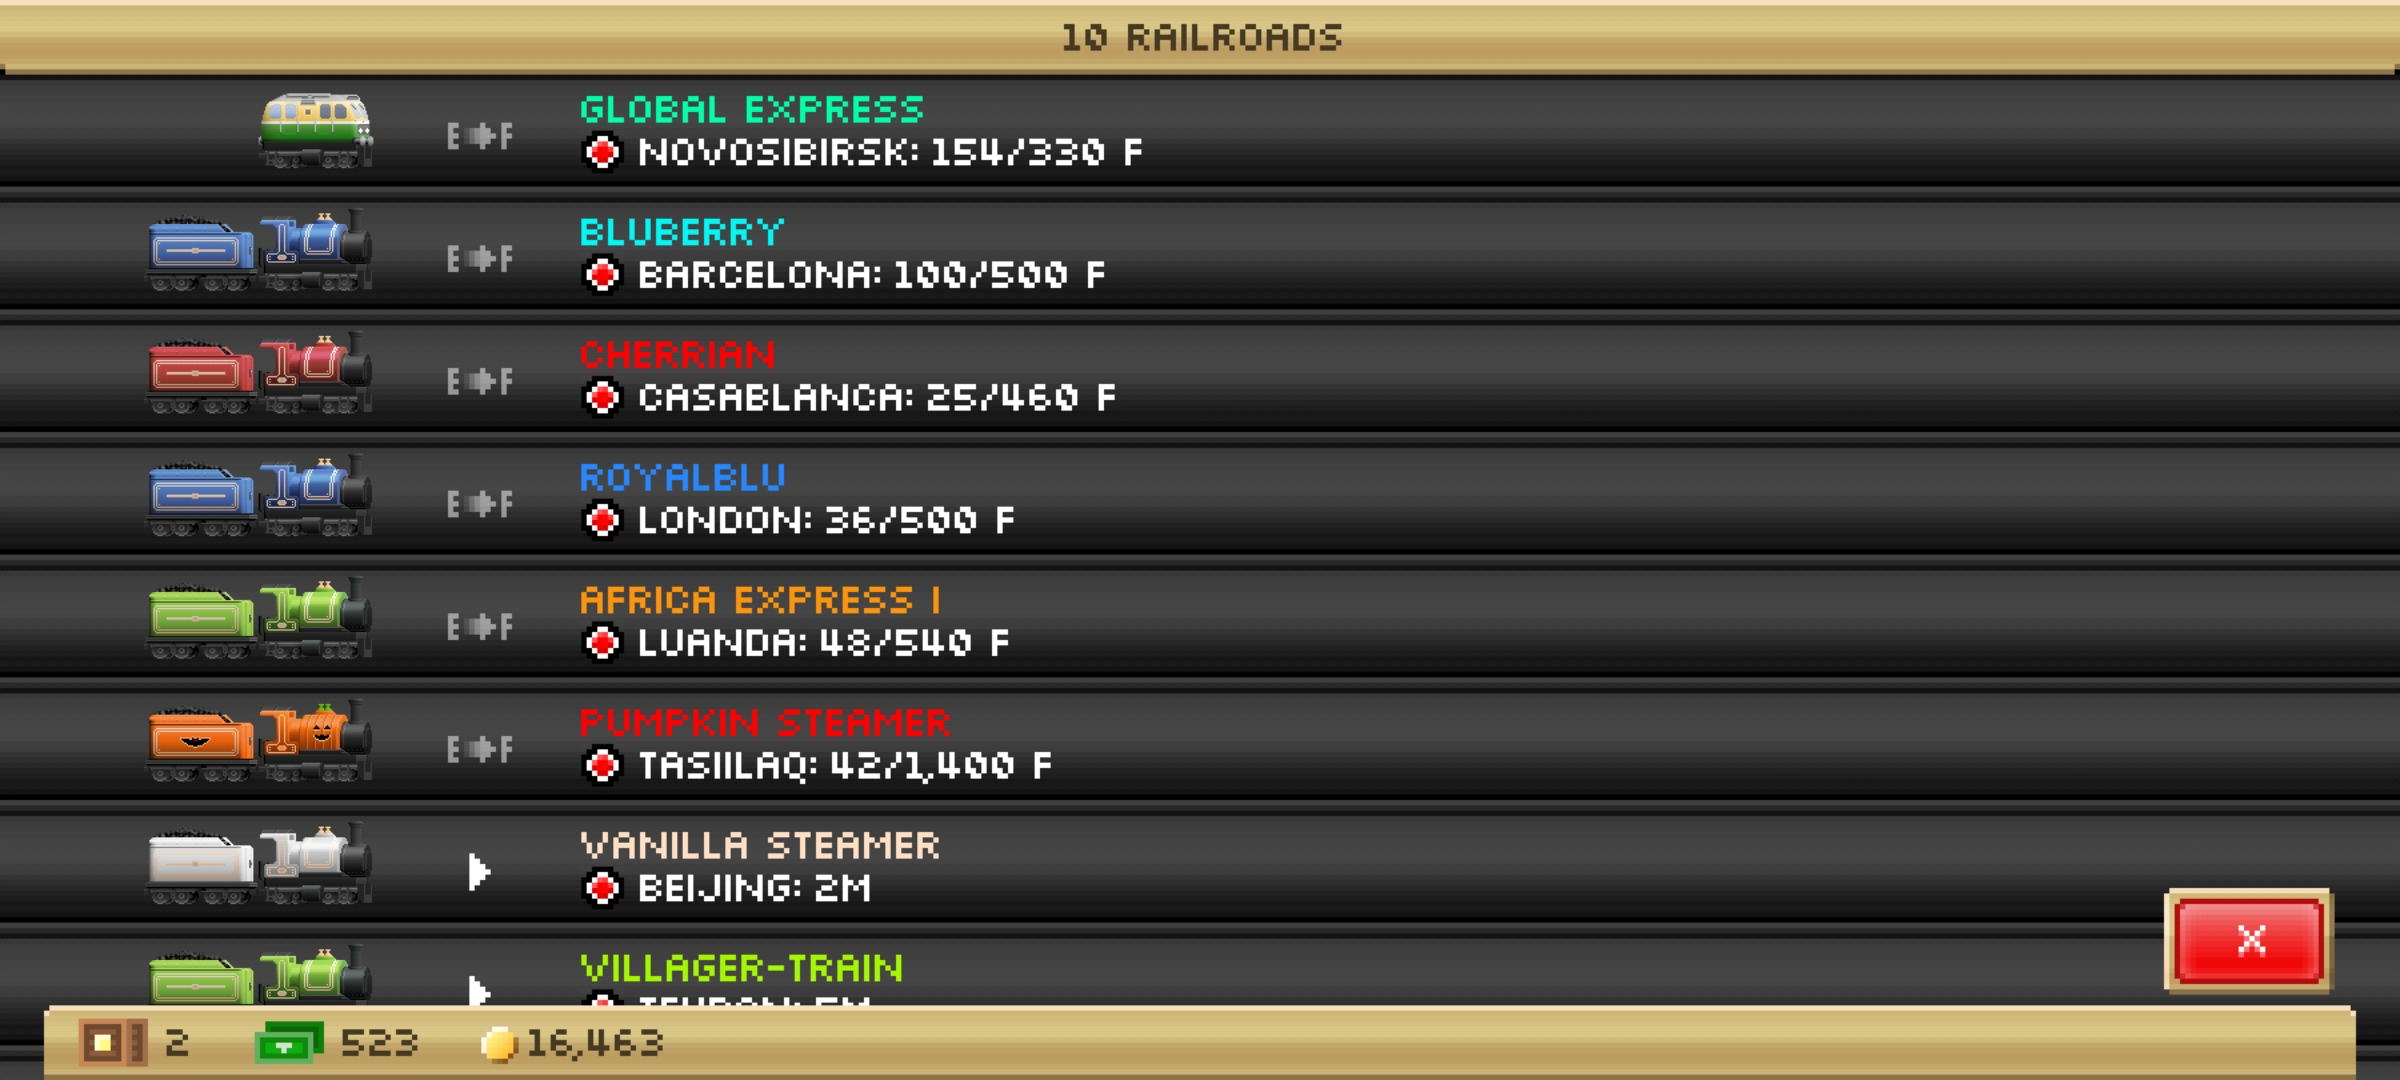 10 RAILROADS
GLOBAL EXPRESS
E F
NOVOSIBIRSK: 154/330 F
BLUBERRY
E F
BARCELONA: 100/500 F
CHERRIAN
E F
CASABLANCA: 25/460 F
ROYALBLU
E F
LONDON: 36/500 F
AFRICA EXPRESS I
E F
LUANDA: 48/540 F
PUMPKIN STEAMER
E F
TASIILAQ: 42/1,400 F
VANILLA STEAMER
BEIJING: 2M
X
VILLAGER-TRAIN
2 523 16,463